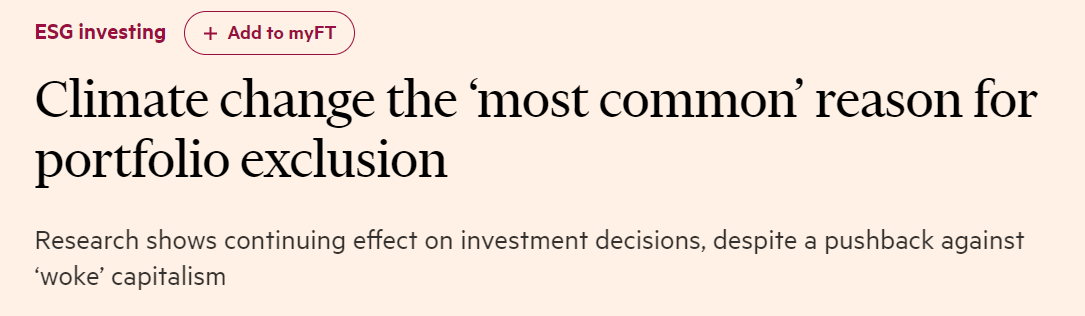 ESG investing + Add to myFT
Climate change the ‘most common’ reason for
portfolio exclusion
Research shows continuing effect on investment decisions, despite a pushback against
‘woke’ capitalism